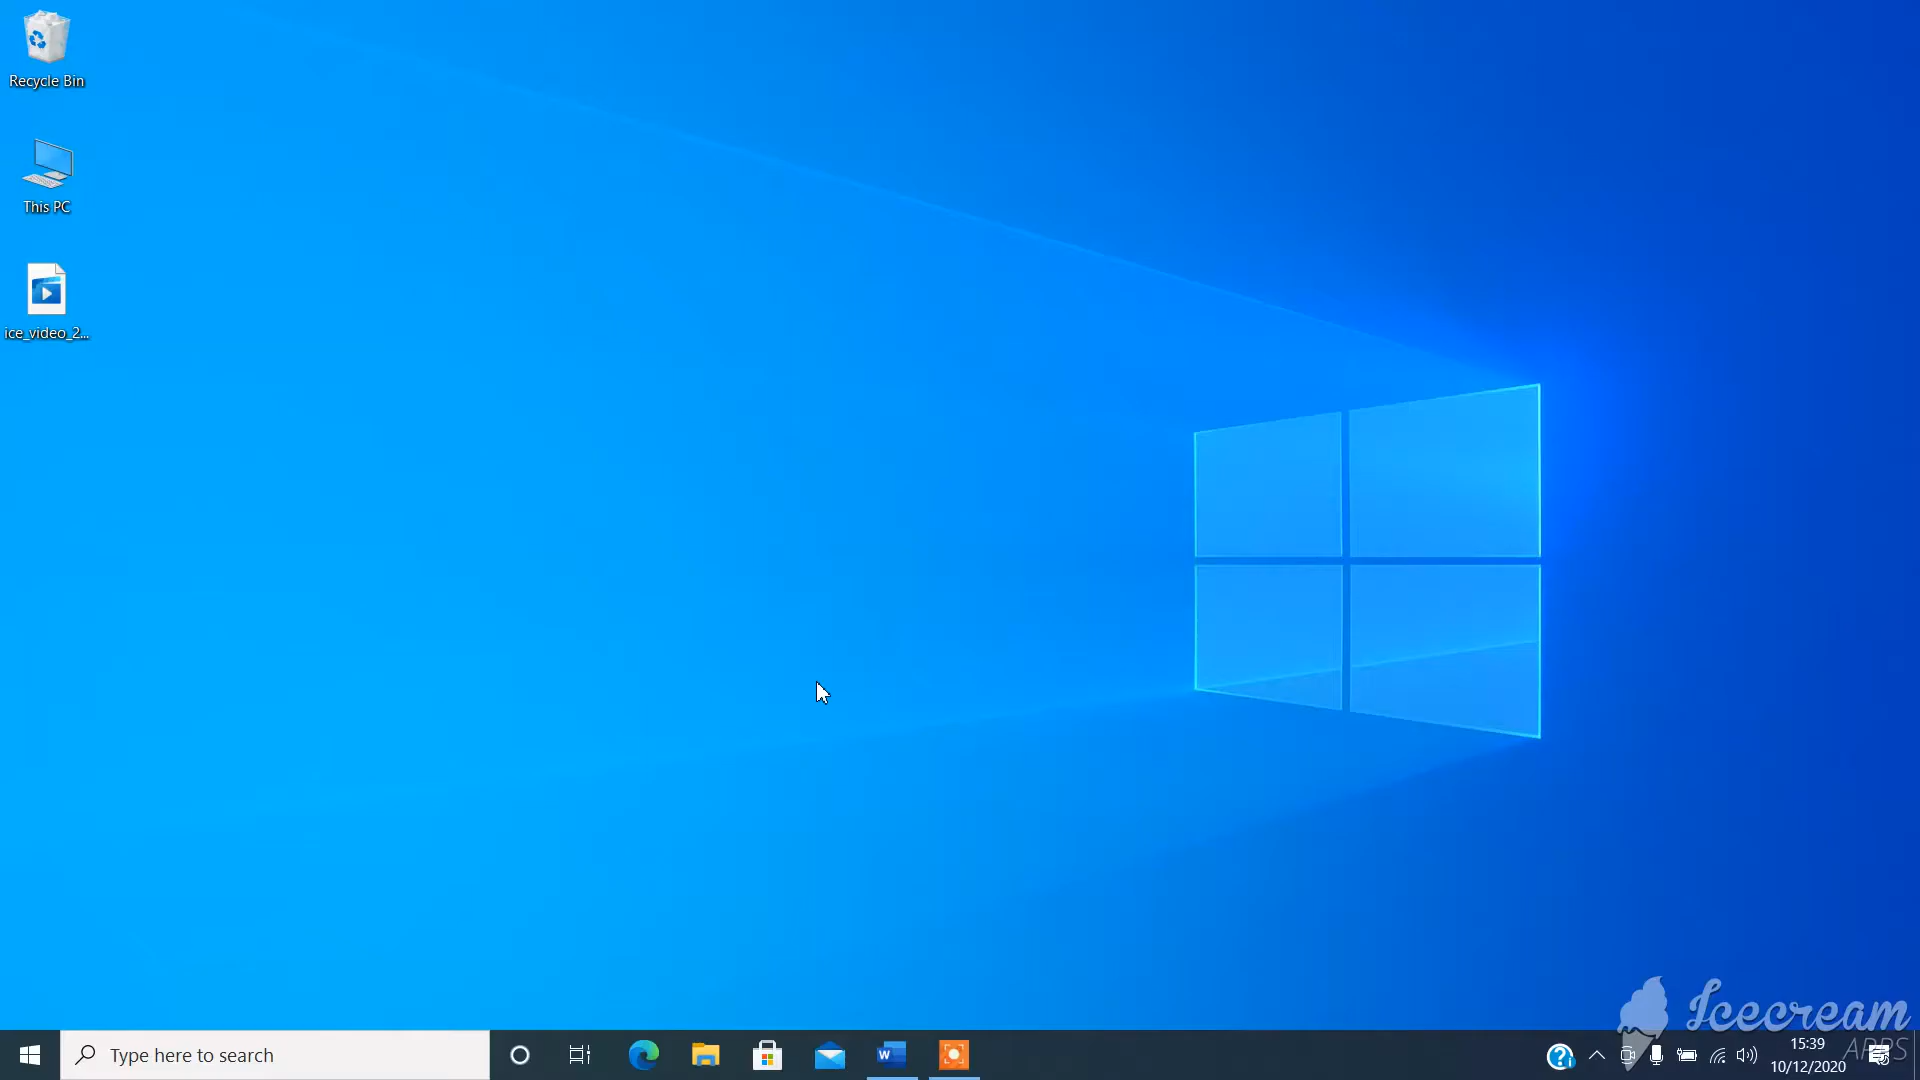 Recycle Bin
This PC
ice_video_2...
Icecream
APPS
Type here to search
W
15:39
10/12/2020